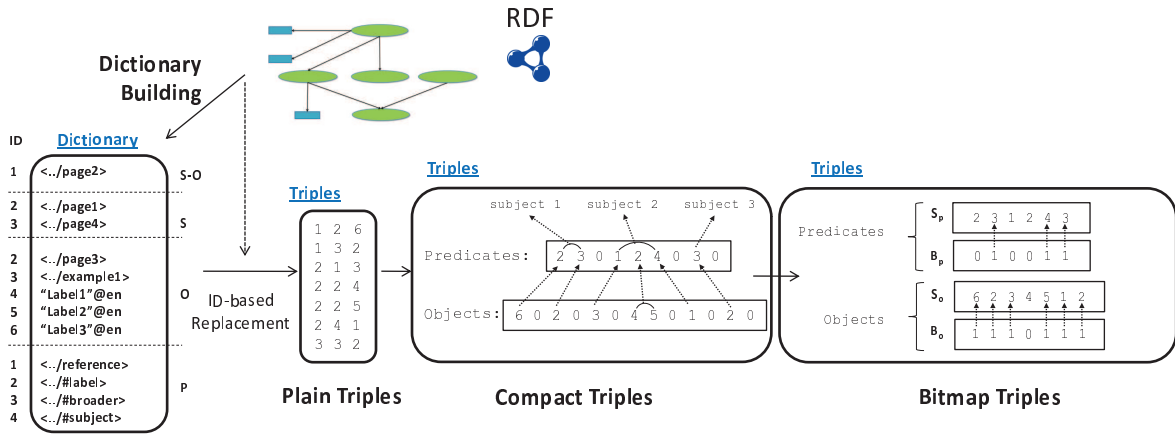 RDF
Dictionary
Building
ID Dictionary
1 <../page2> S-O
2 <../page1>
3 <../page4> S
2 <../page3>
3 <../example1>
4 “Label1”@en O
5 “Label2”@en
6 “Label3”@en
1 <../reference>
2 <../#label> P
3 <../#broader>
4 <../#subject>
ID-based
Replacement
Triples
1 2 6
1 3 2
2 1 3
2 2 4
2 2 5
2 4 1
3 3 2
Plain Triples
Triples
subject 1 subject 2 subject 3
Predicates: 2 3 0 1 2 4 0 3 0
Objects: 6 0 2 0 3 0 4 5 0 1 0 2 0
Compact Triples
Triples
Predicates
Sp 2 3 1 2 4 3
Bp 0 1 0 0 1 1
Objects
So 6 2 3 4 5 1 2
Bo 1 1 1 0 1 1 1
Bitmap Triples